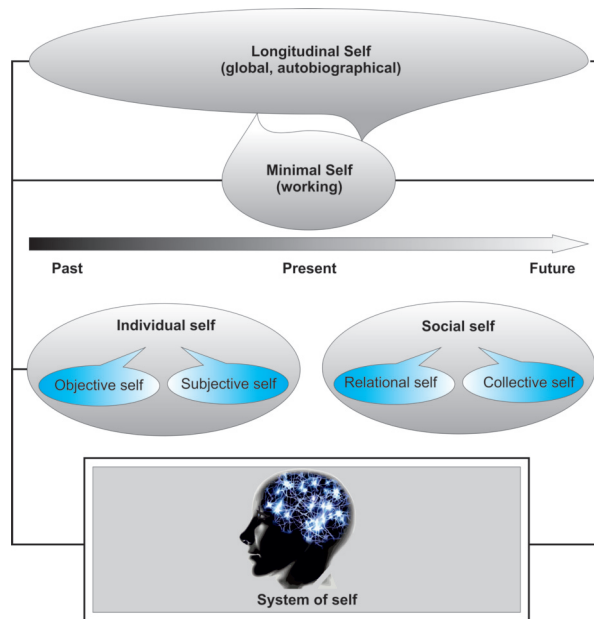 Longitudinal Self
(global, autobiographical)
Minimal Self
(working)
Past
Present
Future
Individual self
Objective self
Subjective self
Social self
Relational self
Collective self
System of self